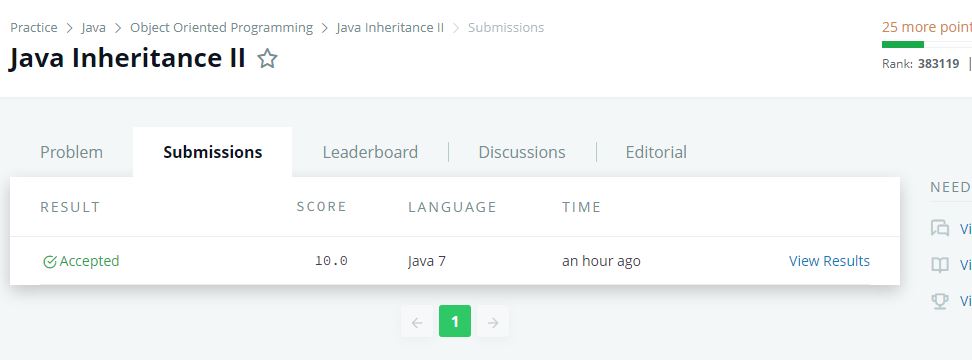 Practice > Java > Object Oriented Programming > Java Inheritance II > Submissions
25 more point
Java Inheritance II
Rank: 383119 |
Problem Submissions Leaderboard | Discussions | Editorial
NEED
RESULT SCORE LANGUAGE TIME
Vi
Accepted 10.0 Java 7 an hour ago View Results
Vi
Vi
1